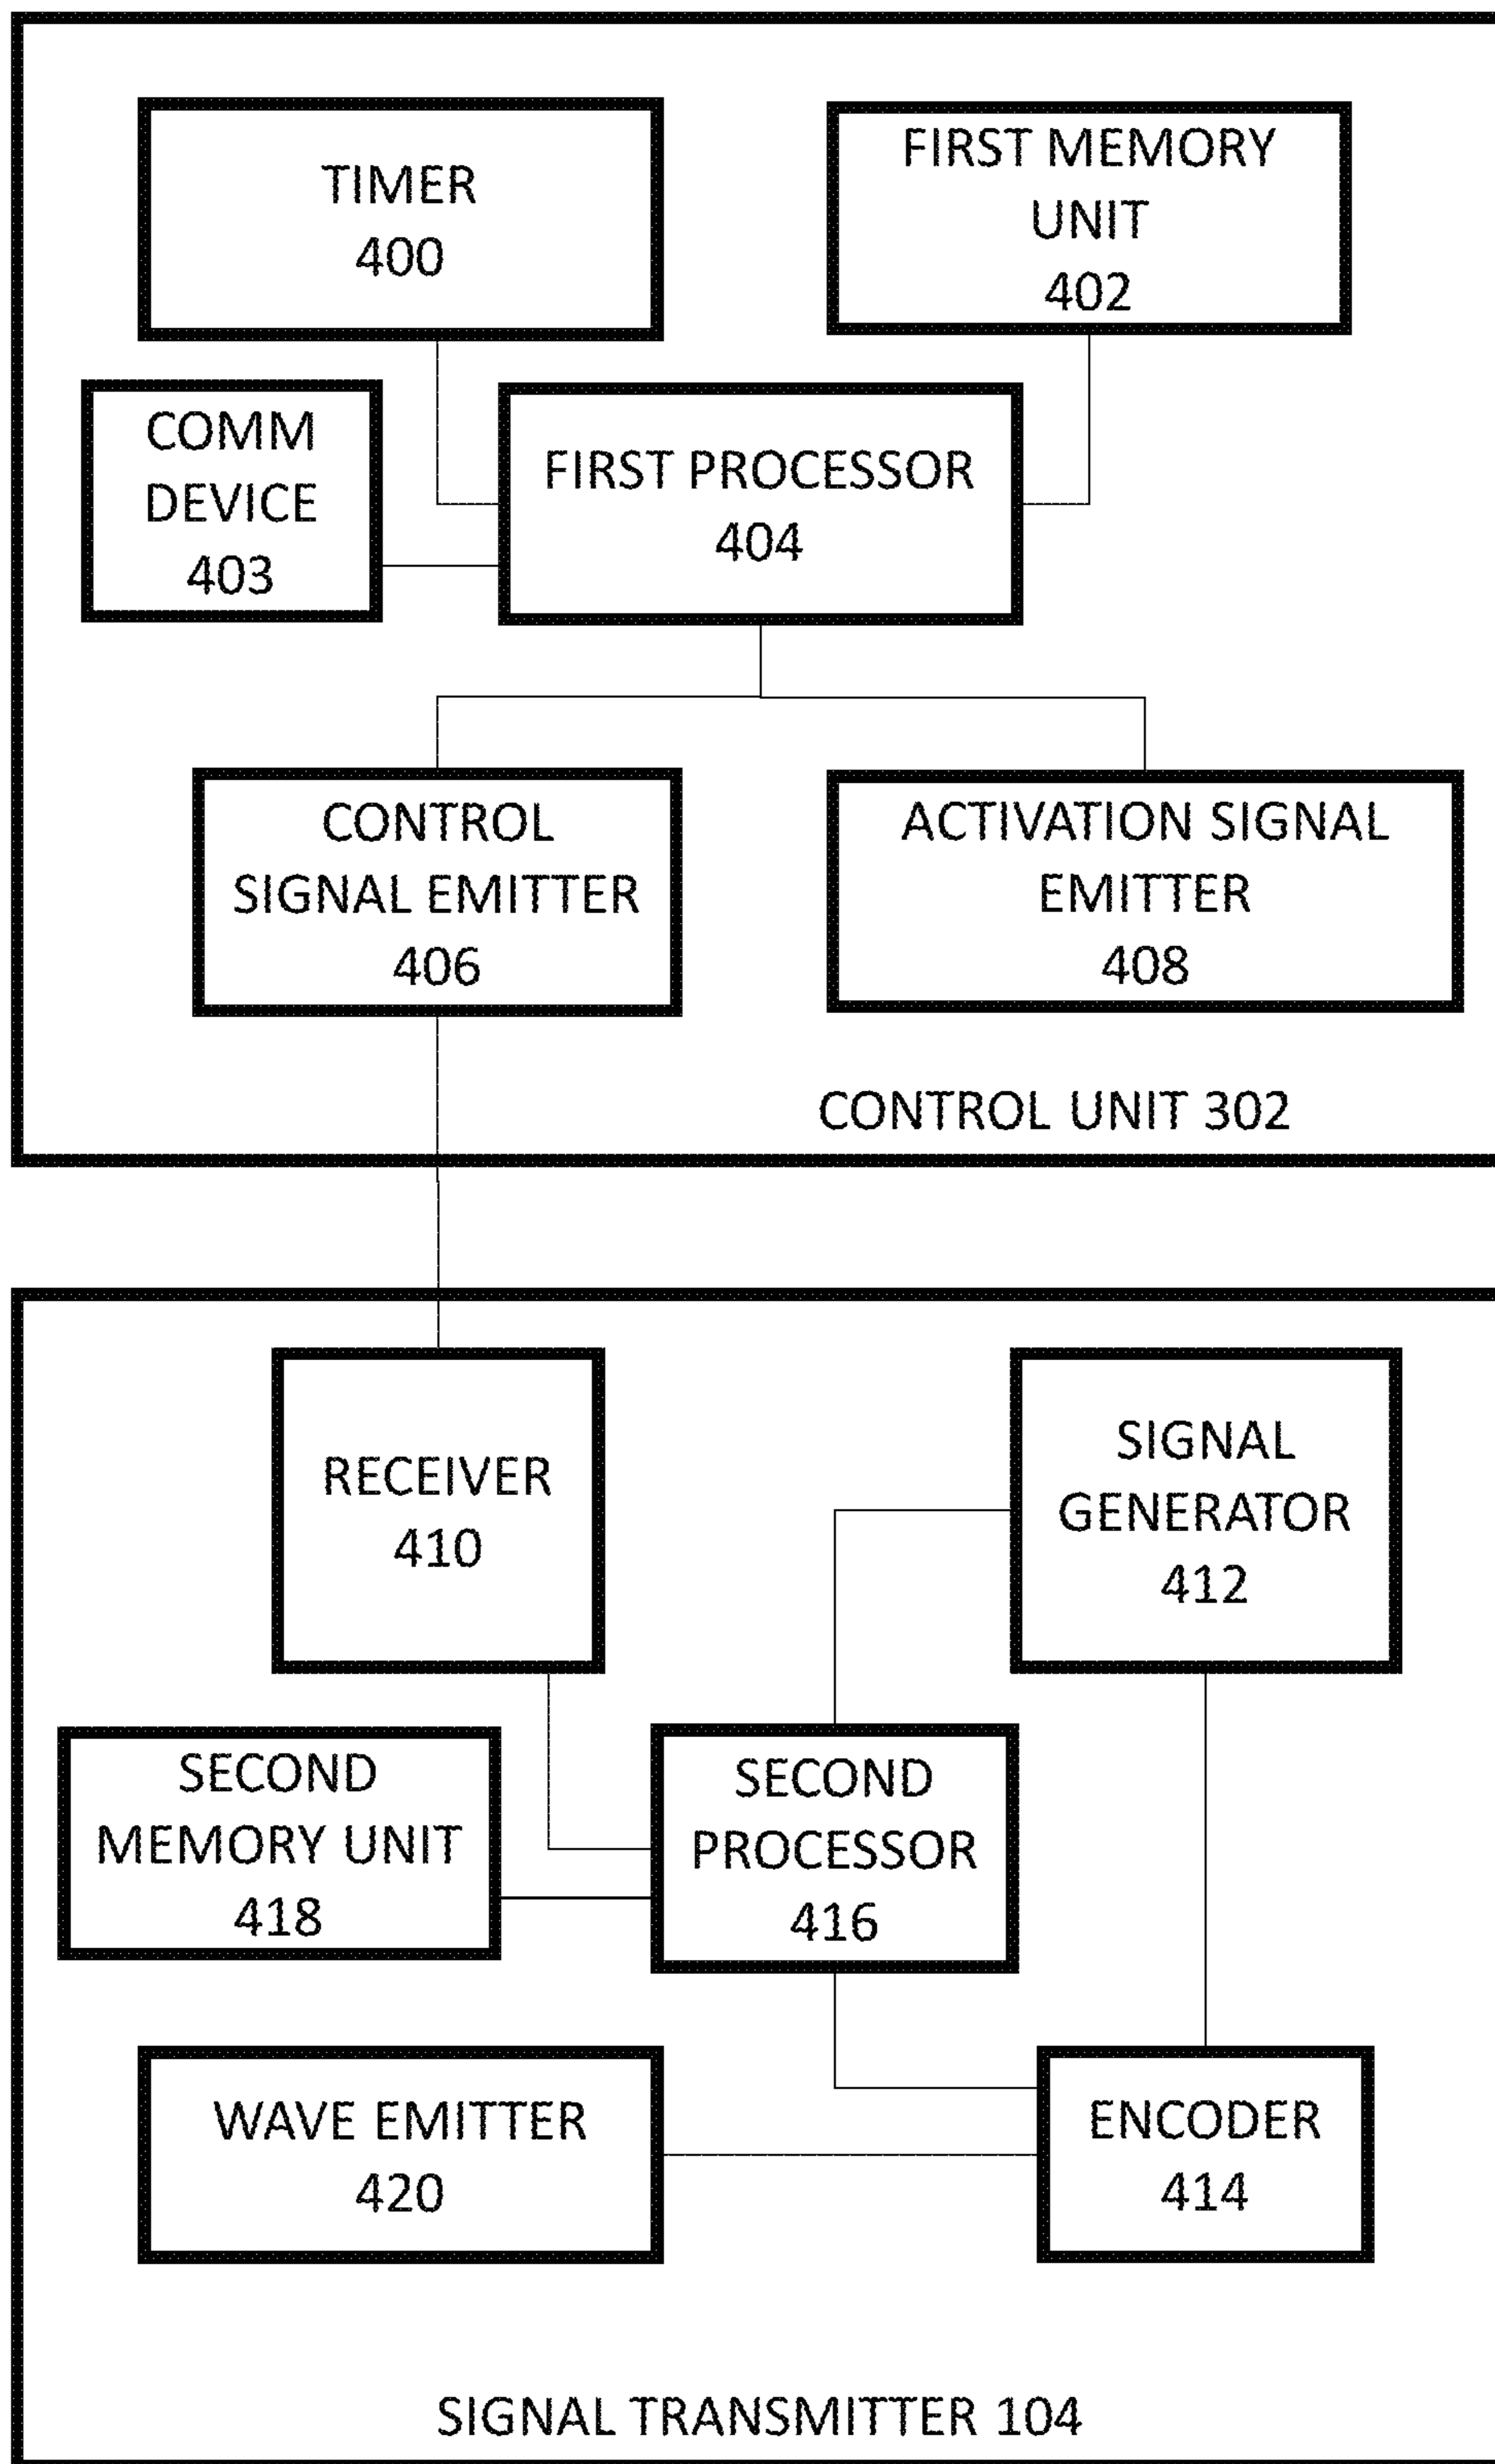 TIMER
400
FIRST MEMORY
UNIT
402
COMM
DEVICE
403
FIRST PROCESSOR
404
CONTROL
SIGNAL EMITTER
406
ACTIVATION SIGNAL
EMITTER
408
CONTROL UNIT 302
RECEIVER
410
SIGNAL
GENERATOR
412
SECOND
MEMORY UNIT
418
SECOND
PROCESSOR
416
WAVE EMITTER
420
ENCODER
414
SIGNAL TRANSMITTER 104